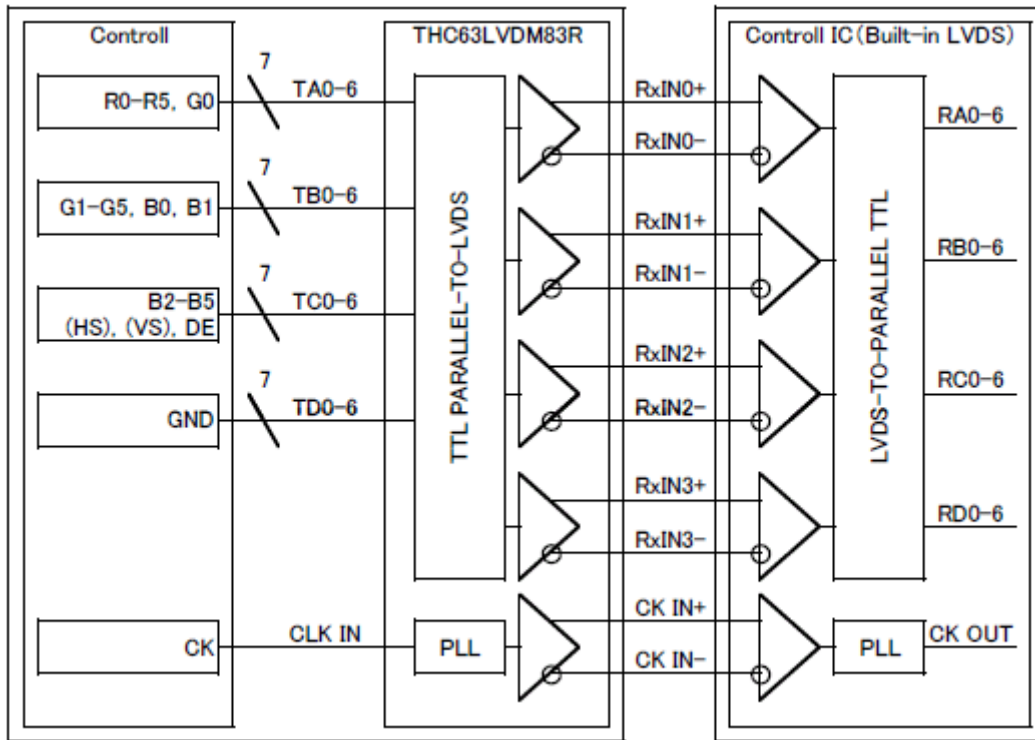 Controll
THC63LVDM83R
Controll IC(Built-in LVDS)
R0-R5, G0
7
TA0-6
RxIN0+
RxIN0-
RA0-6
G1-G5, B0, B1
7
TB0-6
RxIN1+
RxIN1-
RB0-6
B2-B5
(HS), (VS), DE
7
TC0-6
RxIN2+
RxIN2-
RC0-6
GND
7
TD0-6
RxIN3+
RxIN3-
RD0-6
TTL PARALLEL-TO-LVDS
LVDS-TO-PARALLEL TTL
CK
CLK IN
PLL
CK IN+
CK IN-
PLL
CK OUT